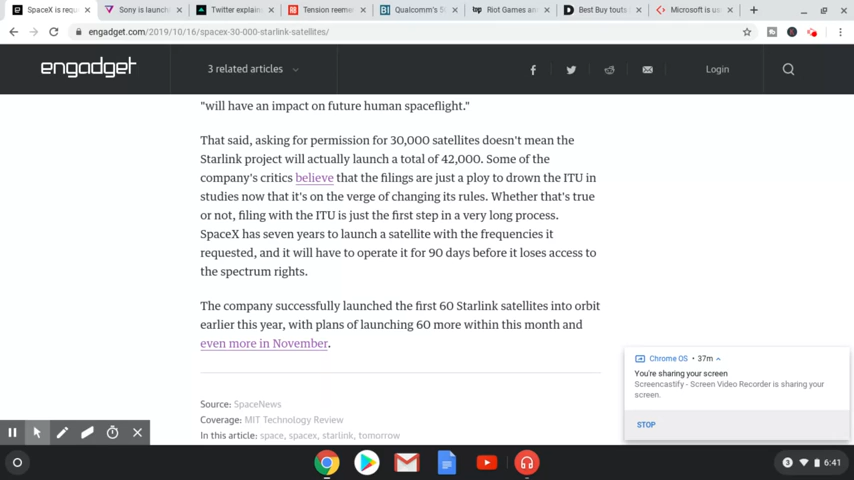 SpaceX is requ
Sony is launch
Twitter explain
Tension reeme
Qualcomm's 5
Riot Games an
Best Buy touts
Microsoft is us
engadget.com/2019/10/16/spacex-30-000-starlink-satellites/
engadget
3 related articles
Login
"will have an impact on future human spaceflight."
That said, asking for permission for 30,000 satellites doesn't mean the
Starlink project will actually launch a total of 42,000. Some of the
company's critics believe that the filings are just a ploy to drown the ITU in
studies now that it's on the verge of changing its rules. Whether that's true
or not, filing with the ITU is just the first step in a very long process.
SpaceX has seven years to launch a satellite with the frequencies it
requested, and it will have to operate it for 90 days before it loses access to
the spectrum rights.
The company successfully launched the first 60 Starlink satellites into orbit
earlier this year, with plans of launching 60 more within this month and
even more in November.
Chrome OS • 37m
You're sharing your screen
Screencastify - Screen Video Recorder is sharing your
screen.
STOP
Source: SpaceNews
Coverage: MIT Technology Review
In this article: space, spacex, starlink, tomorrow
3
6:41